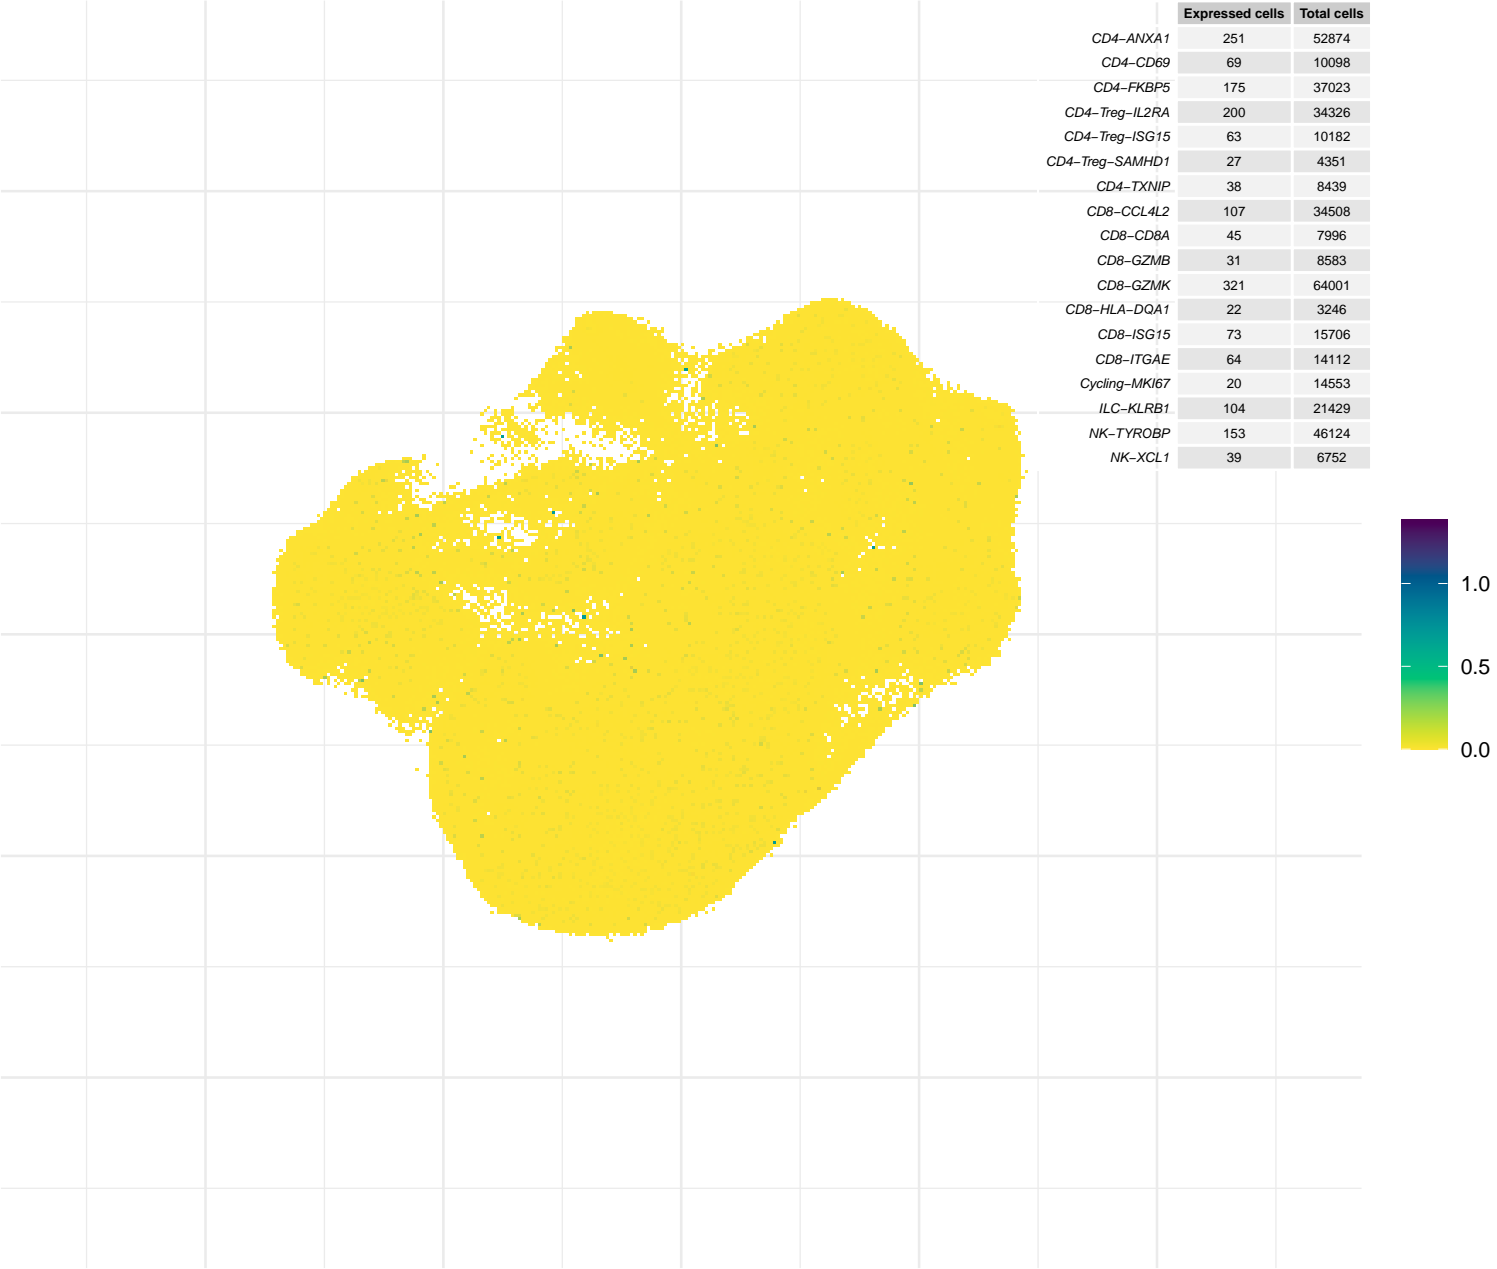 Expressed cells Total cells
CD4−ANXA1 251 52874
CD4−CD69 69 10098
CD4−FKBP5 175 37023
CD4−Treg−IL2RA 200 34326
CD4−Treg−ISG15 63 10182
CD4−Treg−SAMHD1 27 4351
CD4−TXNIP 38 8439
CD8−CCL4L2 107 34508
CD8−CD8A 45 7996
CD8−GZMB 31 8583
CD8−GZMK 321 64001
CD8−HLA−DQA1 22 3246
CD8−ISG15 73 15706
CD8−ITGAE 64 14112
Cycling−MKI67 20 14553
ILC−KLRB1 104 21429
NK−TYROBP 153 46124
NK−XCL1 39 6752
1.0
0.5
0.0